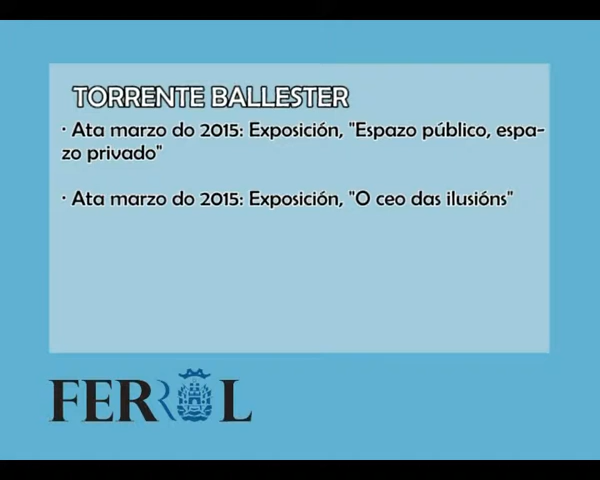 TORRENTE BALLESTER
· Ata marzo do 2015: Exposición, "Espazo público, espa-
zo privado"
· Ata marzo do 2015: Exposición, "O ceo das ilusións"
FERROL